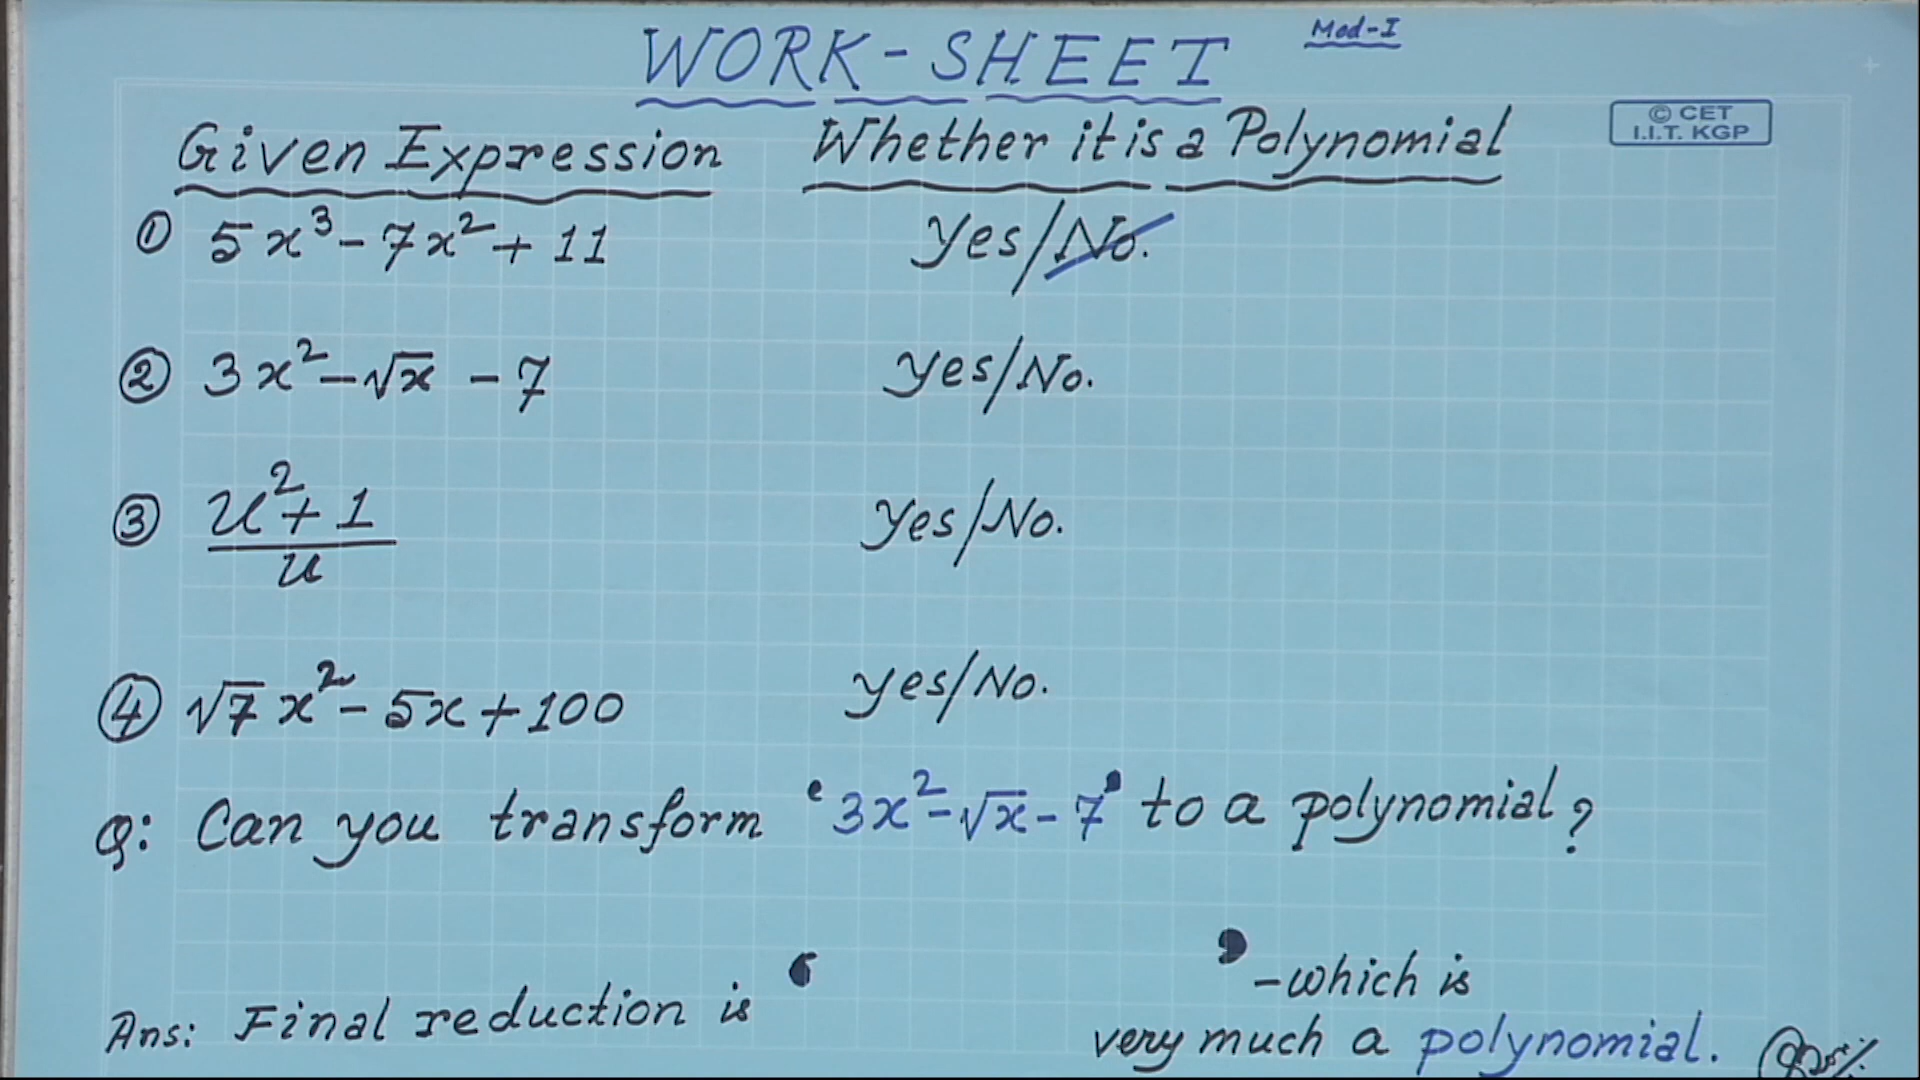 WORK-SHEET Mod-I
© CET
I.I.T. KGP
Given Expression Whether it is a Polynomial
① 5x³ - 7x² + 11 Yes/No.
② 3x² - √x - 7 Yes/No.
③ u² + 1 / u Yes/No.
④ √7 x² - 5x + 100 Yes/No.
Q: Can you transform ‘3x² - √x - 7’ to a polynomial?
Ans: Final reduction is ‘ ’ - which is
very much a polynomial.